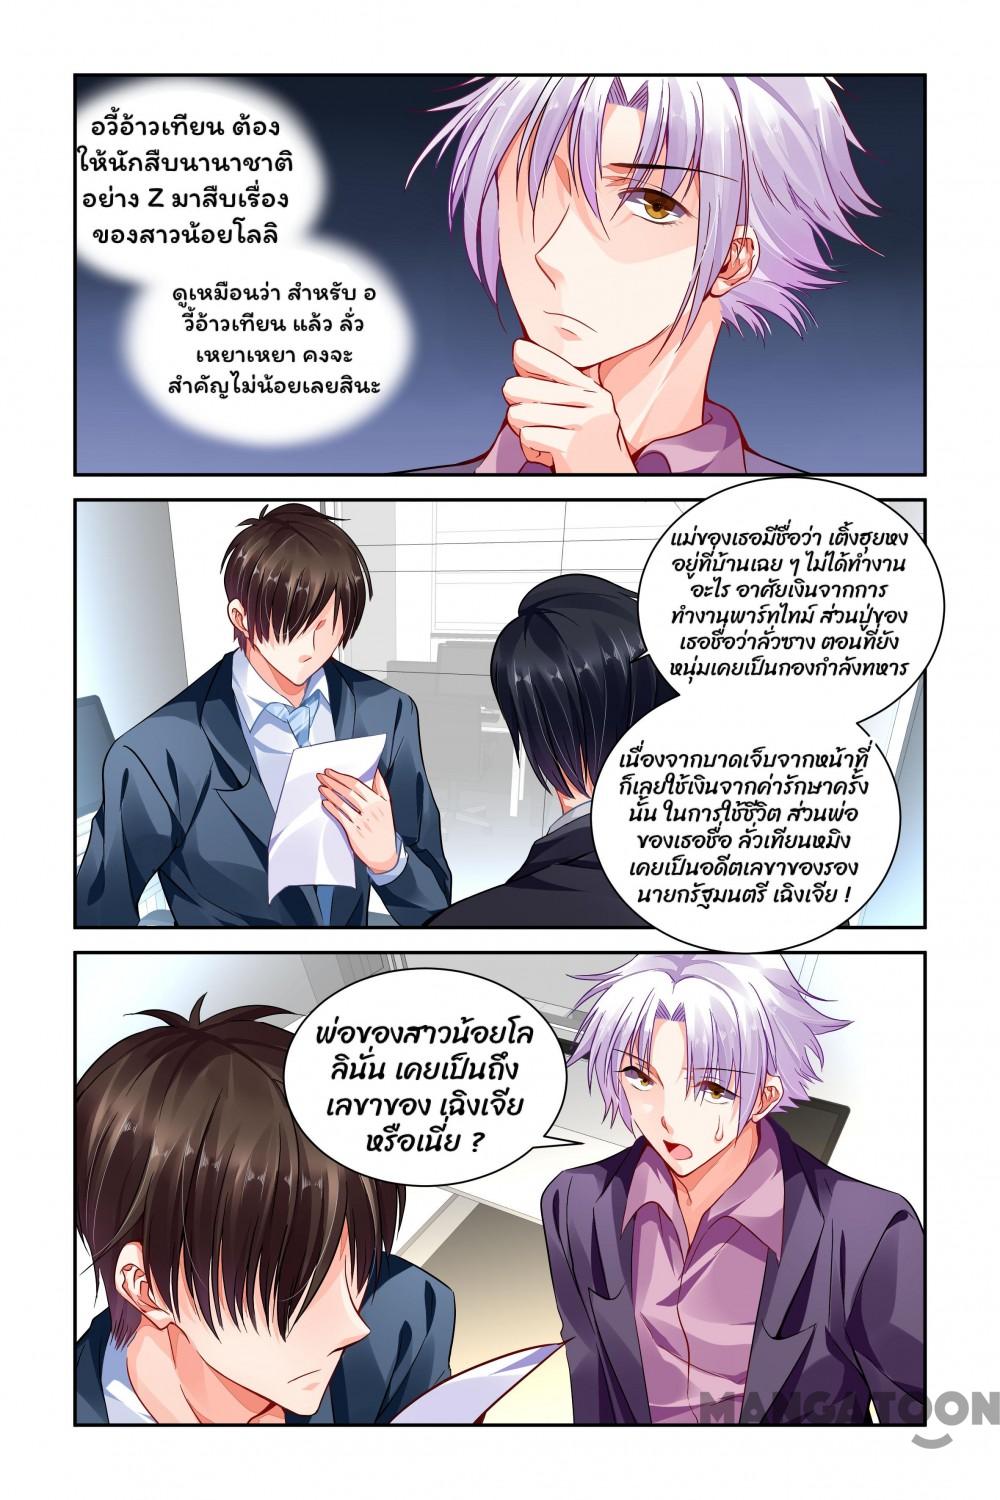 อวี้อ้าวเทียน ต้อง
ให้นักสืบนานาชาติ
อย่าง Z มาสืบเรื่อง
ของสาวน้อยโลลิ
ดูเหมือนว่า สำหรับ อ
วี้อ้าวเทียน แล้ว ลั่ว
เหยาเหยา คงจะ
สำคัญไม่น้อยเลยสินะ
แม่ของเธอมีชื่อว่า เติ้งฮุยหง
อยู่ที่บ้านเฉย ๆ ไม่ได้ทำงาน
อะไร อาศัยเงินจากการ
ทำงานพาร์ทไทม์ ส่วนปู่ของ
เธอชื่อว่าลั่วซาง ตอนที่ยัง
หนุ่มเคยเป็นกองกำลังทหาร
เนื่องจากบาดเจ็บจากหน้าที่
ก็เลยใช้เงินจากค่ารักษาครั้ง
นั้น ในการใช้ชีวิต ส่วนพ่อ
ของเธอชื่อ ลั่วเทียนหมิง
เคยเป็นอดีตเลขาของรอง
นายกรัฐมนตรี เฉิงเจีย !
พ่อของสาวน้อยโล
ลินั่น เคยเป็นถึง
เลขาของ เฉิงเจีย
หรือเนี่ย ?
MANGATOON